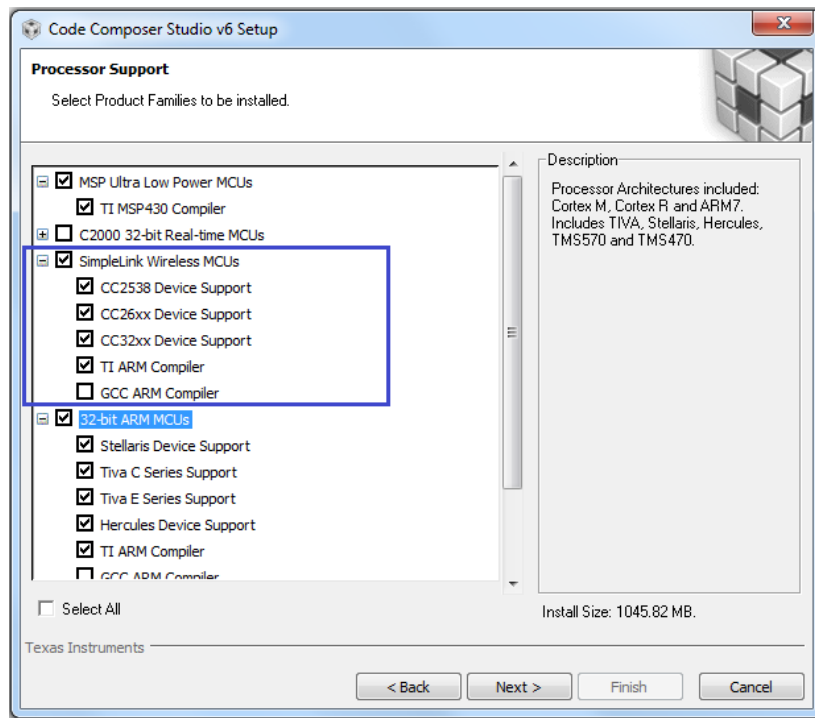 Code Composer Studio v6 Setup
Processor Support
Select Product Families to be installed.
MSP Ultra Low Power MCUs
TI MSP430 Compiler
C2000 32-bit Real-time MCUs
SimpleLink Wireless MCUs
CC2538 Device Support
CC26xx Device Support
CC32xx Device Support
TI ARM Compiler
GCC ARM Compiler
32-bit ARM MCUs
Stellaris Device Support
Tiva C Series Support
Tiva E Series Support
Hercules Device Support
TI ARM Compiler
GCC ARM Compiler
Select All
Description
Processor Architectures included:
Cortex M, Cortex R and ARM7.
Includes TIVA, Stellaris, Hercules,
TMS570 and TMS470.
Install Size: 1045.82 MB.
Texas Instruments
< Back
Next >
Finish
Cancel